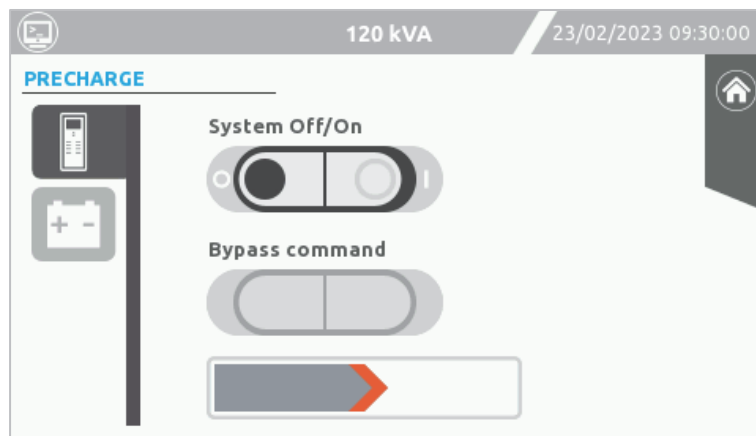 120 kVA
23/02/2023 09:30:00
PRECHARGE
System Off/On
O I
Bypass command